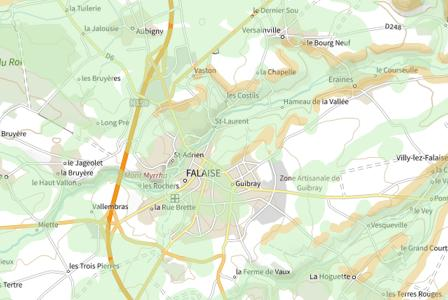 la Tuilerie
le Dernier Sou
la Jalousie
Aubigny
Versainville
D248
le Bourg Neuf
D6
Vaston
la Chapelle
le Courseulle
les Bruyères
Eraines
les Costils
Hameau de la Vallée
Long Pré
St-Laurent
Bruyère
St-Adrien
Villy-lez-Falaise
le Jageolet
la Bruyère
Mont Myrrha
FALAISE
Zone Artisanale de
Guibray
le Haut Vallon
les Rochers
Guibray
Vallembras
la Rue Brette
le Vey
Miette
Vesqueville
le Grand Court
les Trois Pierres
la Ferme de Vaux
La Hoguette
le Tertre
les Terres Rouges